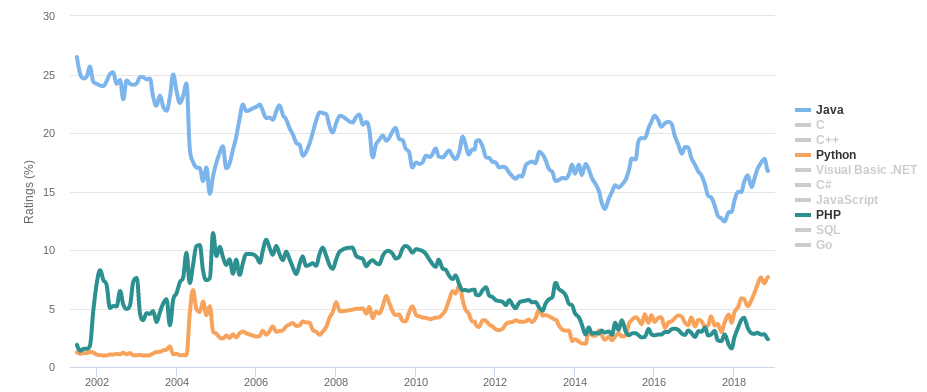 30
25
20
15
10
5
0
Ratings (%)
2002 2004 2006 2008 2010 2012 2014 2016 2018
Java
C
C++
Python
Visual Basic .NET
C#
JavaScript
PHP
SQL
Go